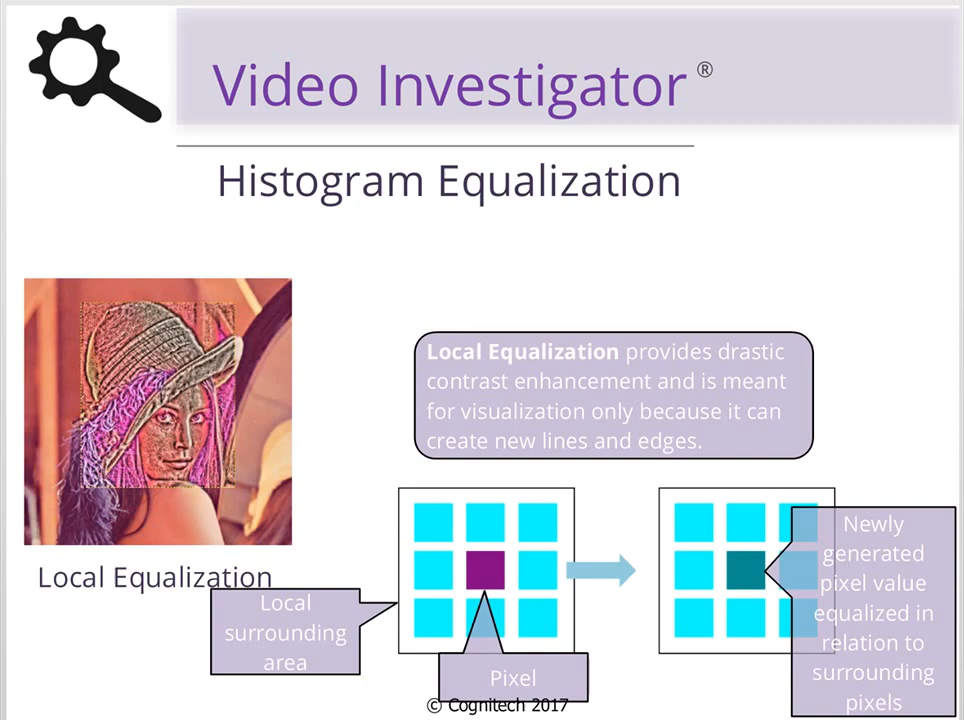 Video Investigator ®
Histogram Equalization
Local Equalization provides drastic
contrast enhancement and is meant
for visualization only because it can
create new lines and edges.
Local Equalization
Local
surrounding
area
Pixel
Newly
generated
pixel value
equalized in
relation to
surrounding
pixels
© Cognitech 2017